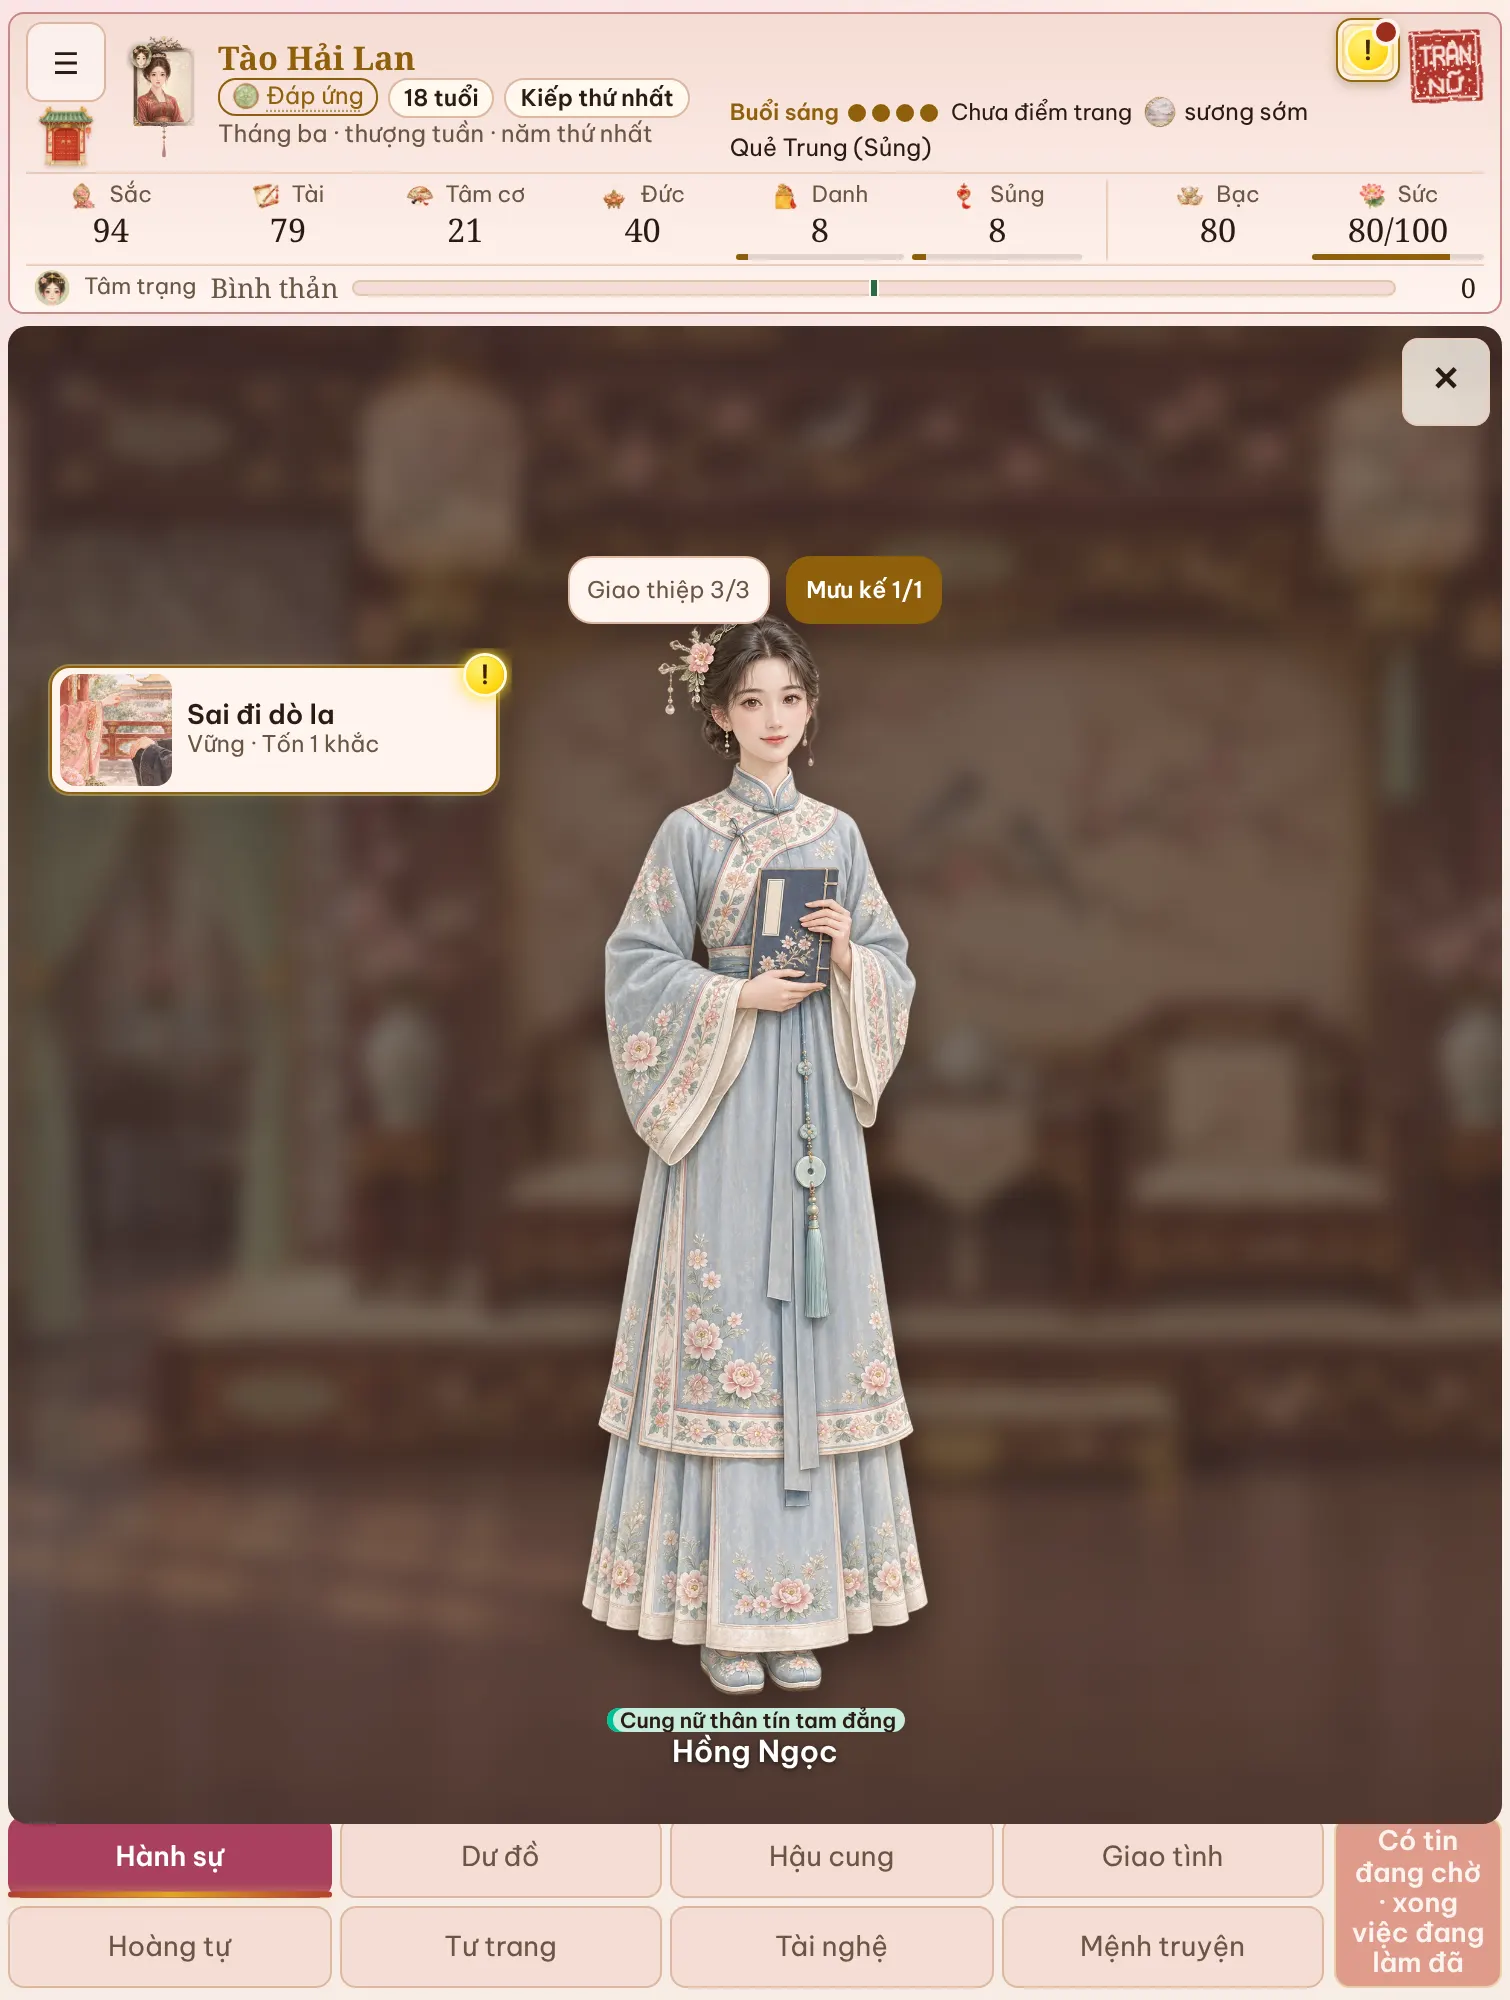 ☰
Tào Hải Lan
Đáp ứng
18 tuổi
Kiếp thứ nhất
Tháng ba · thượng tuần · năm thứ nhất
Buổi sáng
Chưa điểm trang
sương sớm
Quẻ Trung (Sủng)
!
TRÂN
NỮ
Sắc
94
Tài
79
Tâm cơ
21
Đức
40
Danh
8
Sủng
8
Bạc
80
Sức
80/100
Tâm trạng
Bình thản
0
✕
Giao thiệp 3/3
Mưu kế 1/1
!
Sai đi dò la
Vững · Tốn 1 khắc
Cung nữ thân tín tam đẳng
Hồng Ngọc
Hành sự
Dư đồ
Hậu cung
Giao tình
Hoàng tự
Tư trang
Tài nghệ
Mệnh truyện
Có tin
đang chờ
· xong
việc đang
làm đã